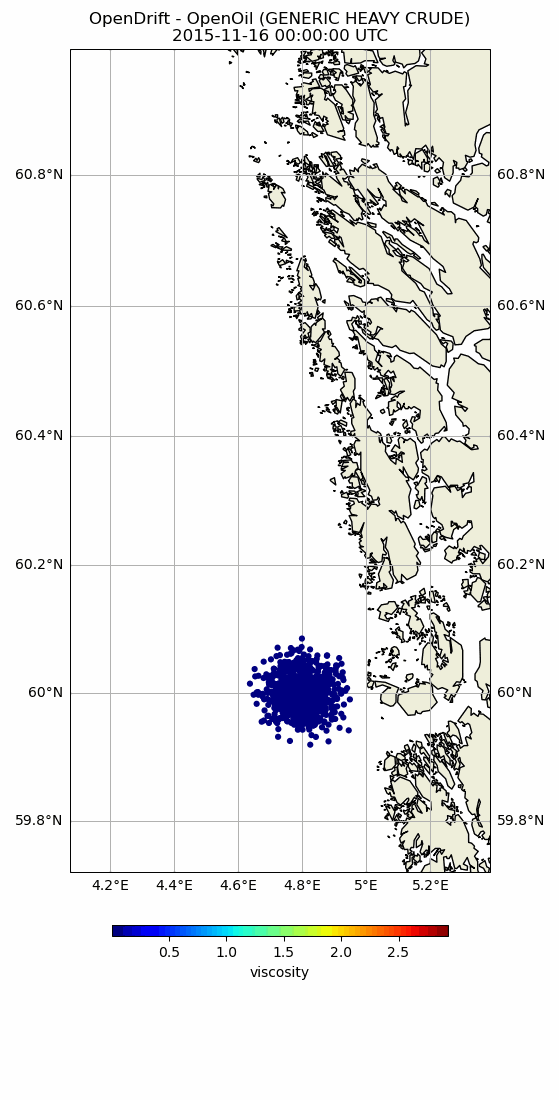 OpenDrift - OpenOil (GENERIC HEAVY CRUDE)
2015-11-16 00:00:00 UTC
60.8°N 60.8°N
60.6°N 60.6°N
60.4°N 60.4°N
60.2°N 60.2°N
60°N 60°N
59.8°N 59.8°N
4.2°E 4.4°E 4.6°E 4.8°E 5°E 5.2°E
0.5 1.0 1.5 2.0 2.5
viscosity